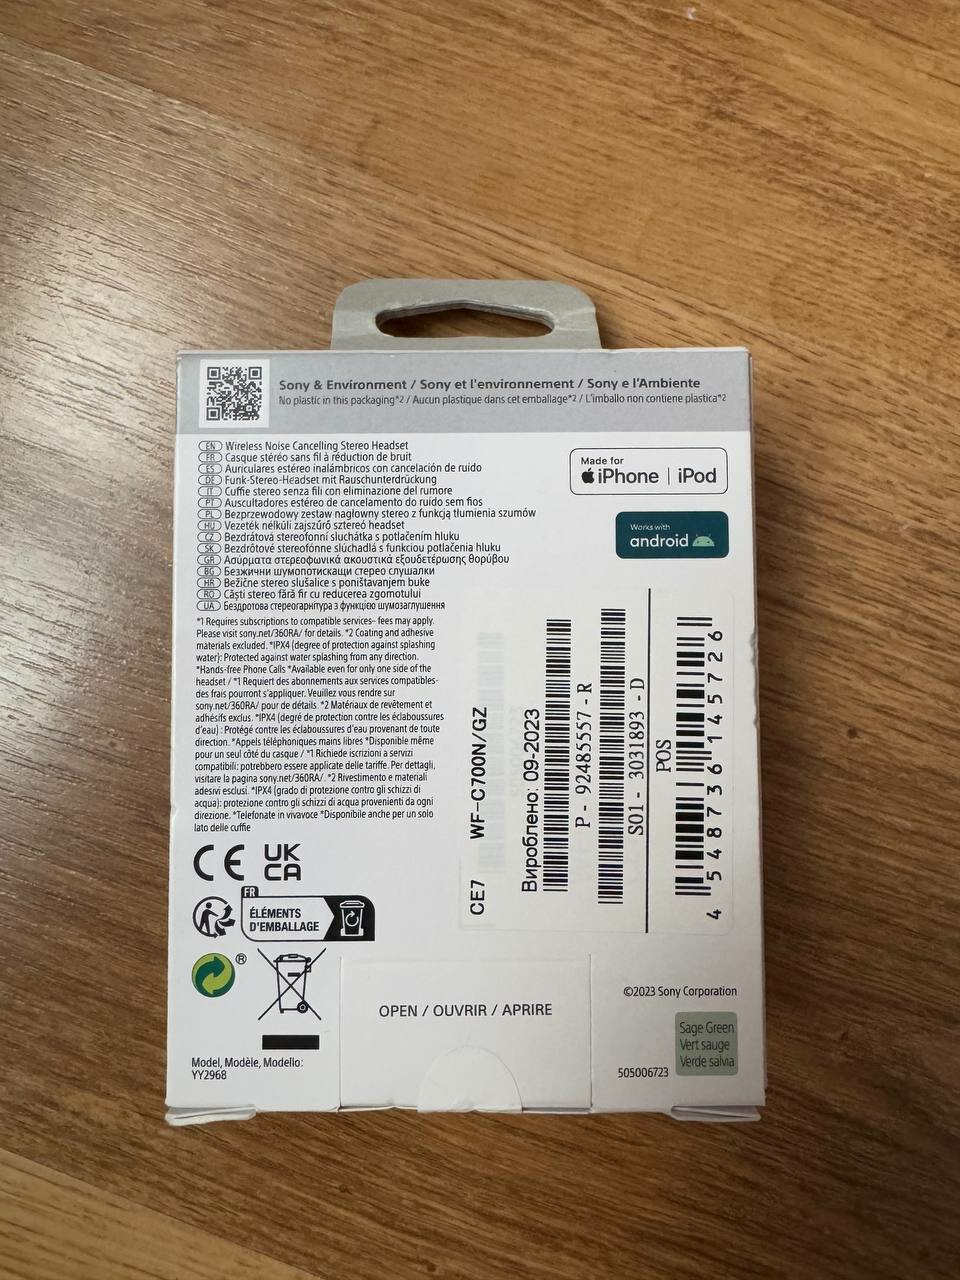 Sony & Environment / Sony et l'environnement / Sony e l'Ambiente
No plastic in this packaging*2 / Aucun plastique dans cet emballage*2 / L'imballo non contiene plastica*2
EN Wireless Noise Cancelling Stereo Headset
FR Casque stéréo sans fil à réduction de bruit
ES Auriculares estéreo inalámbricos con cancelación de ruido
DE Funk-Stereo-Headset mit Rauschunterdrückung
IT Cuffie stereo senza fili con eliminazione del rumore
PT Auscultadores estéreo de cancelamento do ruído sem fios
PL Bezprzewodowy zestaw nagłowny stereo z funkcją tłumienia szumów
HU Vezeték nélküli zajszűrő sztereó headset
CZ Bezdrátová stereofonní sluchátka s potlačením hluku
SK Bezdrôtové stereofónne slúchadlá s funkciou potlačenia hluku
GR Ασύρματα στερεοφωνικά ακουστικά εξουδετέρωσης θορύβου
BG Безжични шумопотискащи стерео слушалки
HR Bežične stereo slušalice s poništavanjem buke
RO Căști stereo fără fir cu reducerea zgomotului
UA Бездротова стереогарнітура з функцією шумозаглушення
Made for
iPhone | iPod
Works with
android
*1 Requires subscriptions to compatible services– fees may apply.
Please visit sony.net/360RA/ for details. *2 Coating and adhesive
materials excluded. *IPX4 (degree of protection against splashing
water): Protected against water splashing from any direction.
*Hands-free Phone Calls *Available even for only one side of the
headset / *1 Requiert des abonnements aux services compatibles-
des frais pourront s'appliquer. Veuillez vous rendre sur
sony.net/360RA/ pour de détails. *2 Matériaux de revêtement et
adhésifs exclus. *IPX4 (degré de protection contre les éclaboussures
d'eau) : Protégé contre les éclaboussures d'eau provenant de toute
direction. *Appels téléphoniques mains libres *Disponible même
pour un seul côté du casque / *1 Richiede iscrizioni a servizi
compatibili: potrebbero essere applicate delle tariffe. Per dettagli,
visitare la pagina sony.net/360RA/. *2 Rivestimento e materiali
adesivi esclusi. *IPX4 (grado di protezione contro gli schizzi di
acqua): protezione contro gli schizzi di acqua provenienti da ogni
direzione. *Telefonate in vivavoce *Disponibile anche per un solo
lato delle cuffie
CE7 WF-C700N/GZ
Вироблено: 09-2023
P - 92485557 - R
S01 - 3031893 - D
POS
4 548736 145726
CE
UK
CA
FR
ÉLÉMENTS
D'EMBALLAGE
®
OPEN / OUVRIR / APRIRE
©2023 Sony Corporation
Sage Green
Vert sauge
Verde salvia
505006723
Model, Modèle, Modello:
YY2968